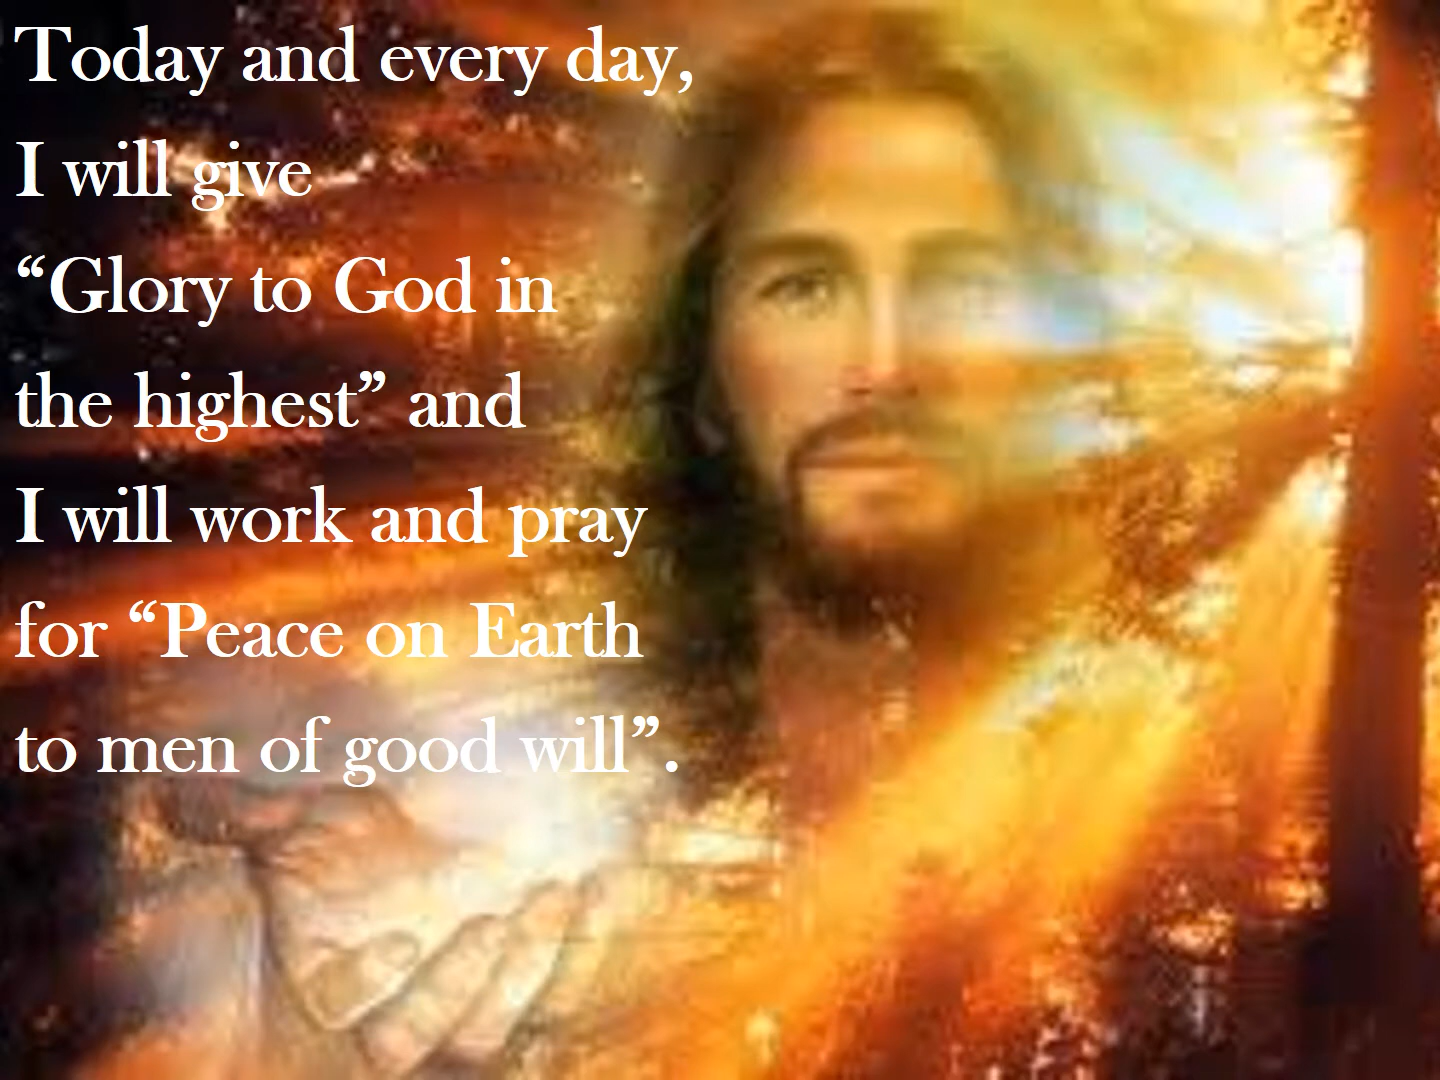 Today and every day,
I will give
“Glory to God in
the highest” and
I will work and pray
for “Peace on Earth
to men of good will”.